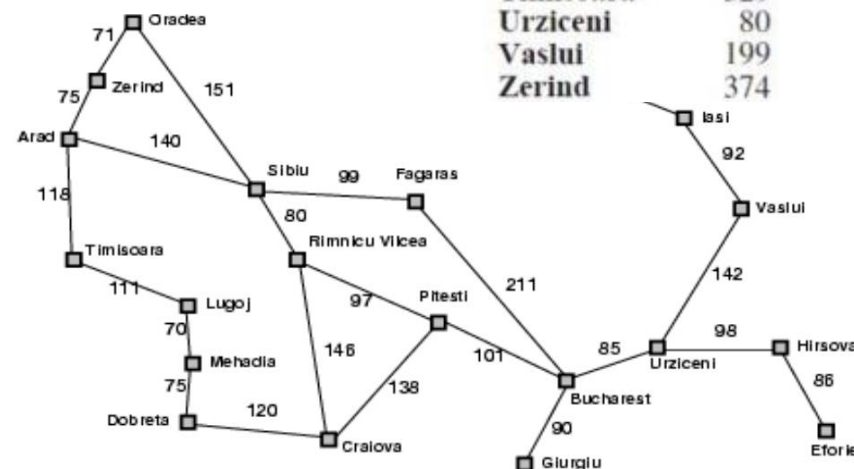 Oradea
71
Zerind
75
151
Arad
140
118
Sibiu
99
Fagaras
80
Timisoara
Rimnicu Vilcea
111
Lugoj
97
Pitesti
211
70
Mehadia
146
75
138
101
Dobreta
120
Craiova
85
Bucharest
90
Giurgiu
Urziceni 80
Vaslui 199
Zerind 374
Iasi
92
Vaslui
142
98
Urziceni
Hirsova
86
Eforie